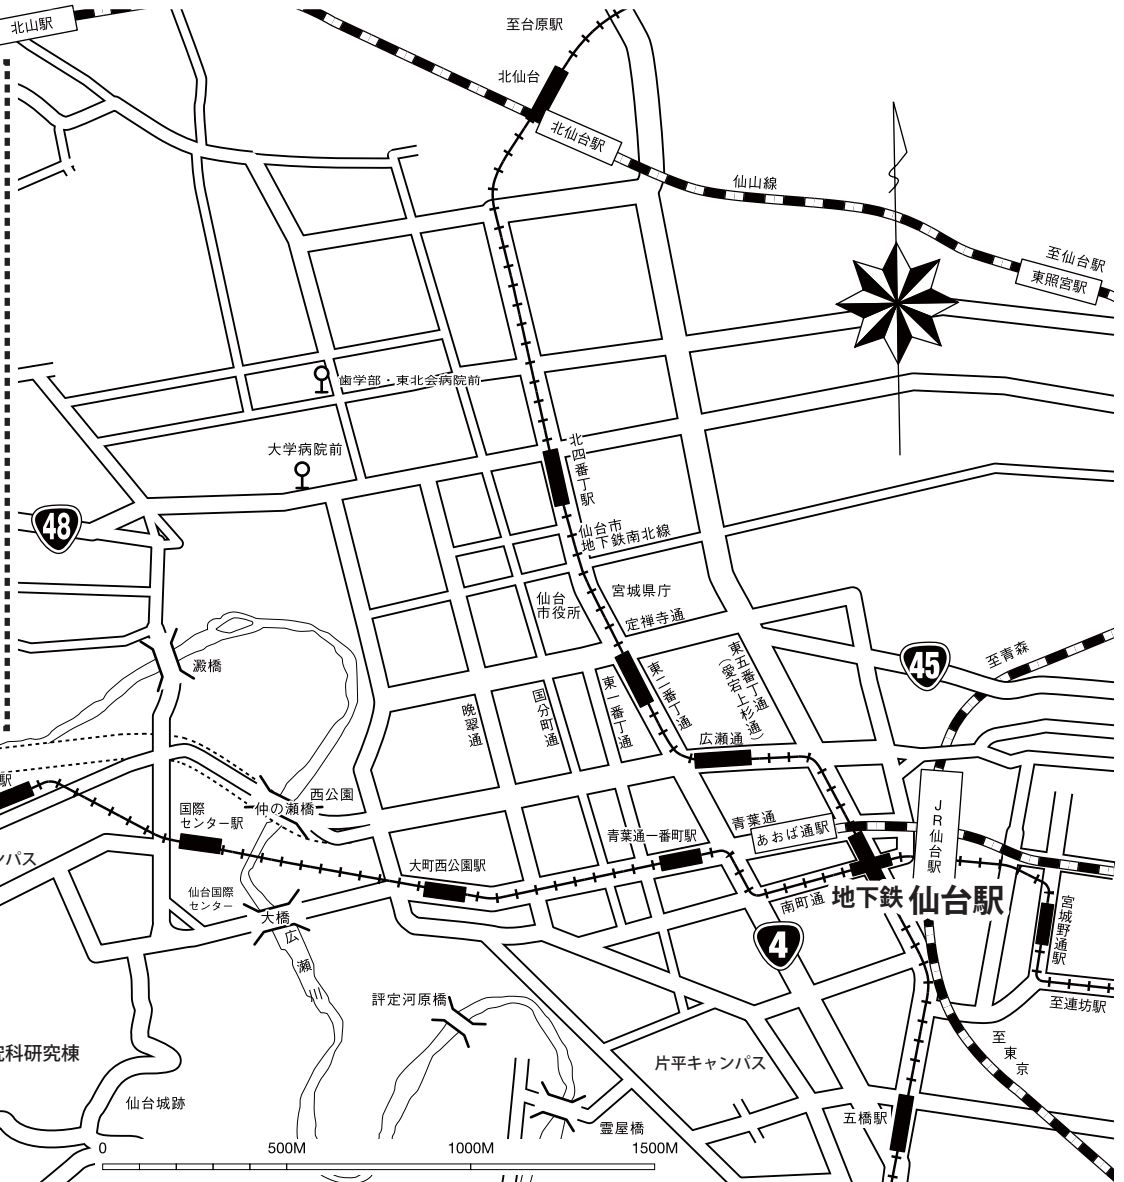 北山駅
至台原駅
北仙台
北仙台駅
仙山線
至仙台駅
東照宮駅
歯学部・東北会病院前
大学病院前
北四番丁駅
48
仙台市
地下鉄南北線
仙台
市役所
宮城県庁
定禅寺通
澱橋
晩翠通
国分町通
東一番丁通
東二番丁通
東五番丁通
(愛宕上杉通)
45
至青森
広瀬通
駅
国際
センター駅
仲の瀬橋
西公園
青葉通一番町駅
青葉通
あおば通駅
JR仙台駅
ンパス
大町西公園駅
仙台国際
センター
大橋
南町通
地下鉄 仙台駅
宮城野通駅
4
広瀬川
評定河原橋
至連坊駅
院科研究棟
片平キャンパス
至東京
仙台城跡
霊屋橋
五橋駅
0 500M 1000M 1500M